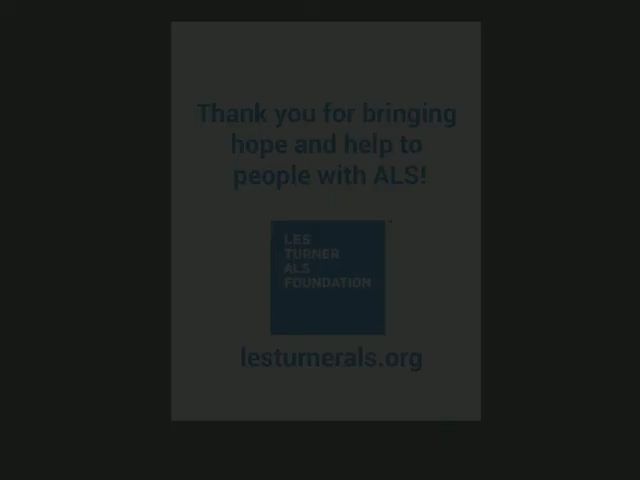 Thank you for bringing
hope and help to
people with ALS!
LES
TURNER
ALS
FOUNDATION
lesturnerals.org